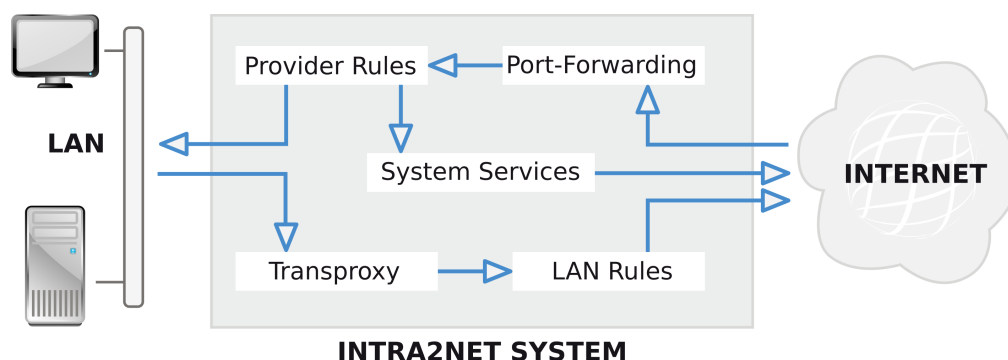 Provider Rules
Port-Forwarding
LAN
System Services
INTERNET
Transproxy
LAN Rules
INTRA2NET SYSTEM